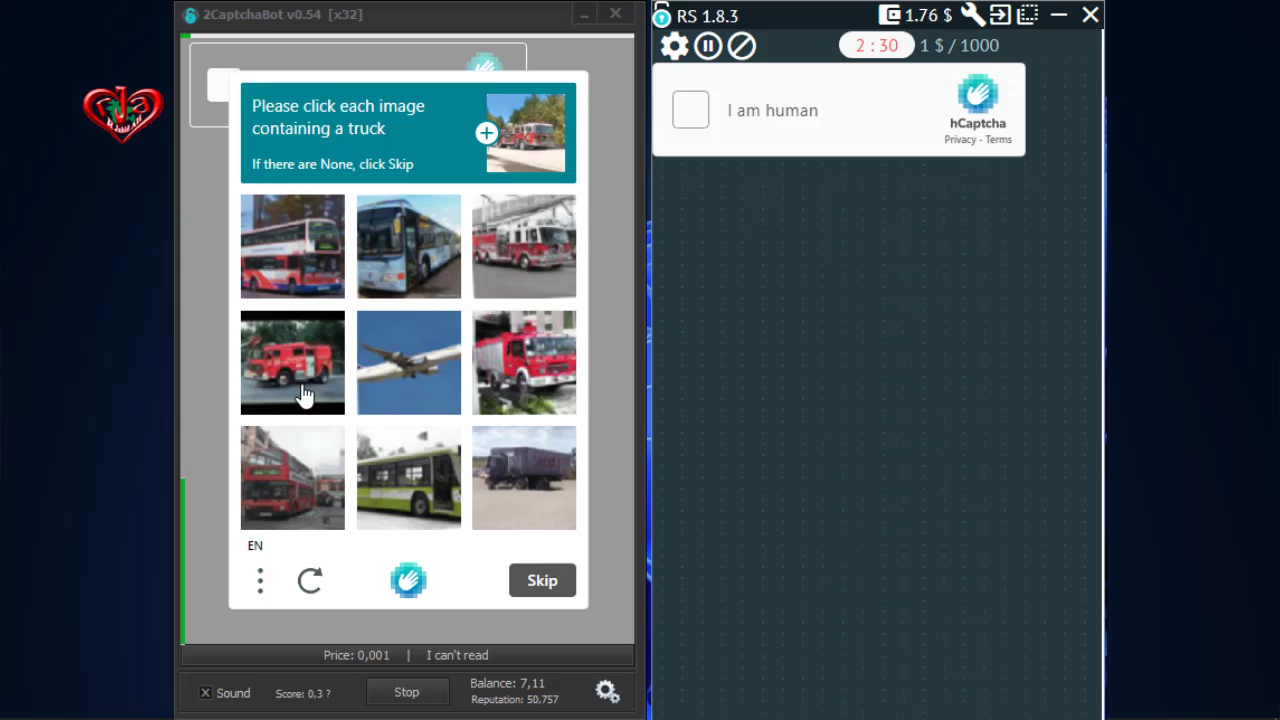 2CaptchaBot v0.54 [x32]
Please click each image
containing a truck
If there are None, click Skip
EN
Skip
Price: 0,001 | I can't read
Sound
Score: 0,3 ?
Stop
Balance: 7,11
Reputation: 50,757
RS 1.8.3
1.76 $
2 : 30
1 $ / 1000
I am human
hCaptcha
Privacy - Terms